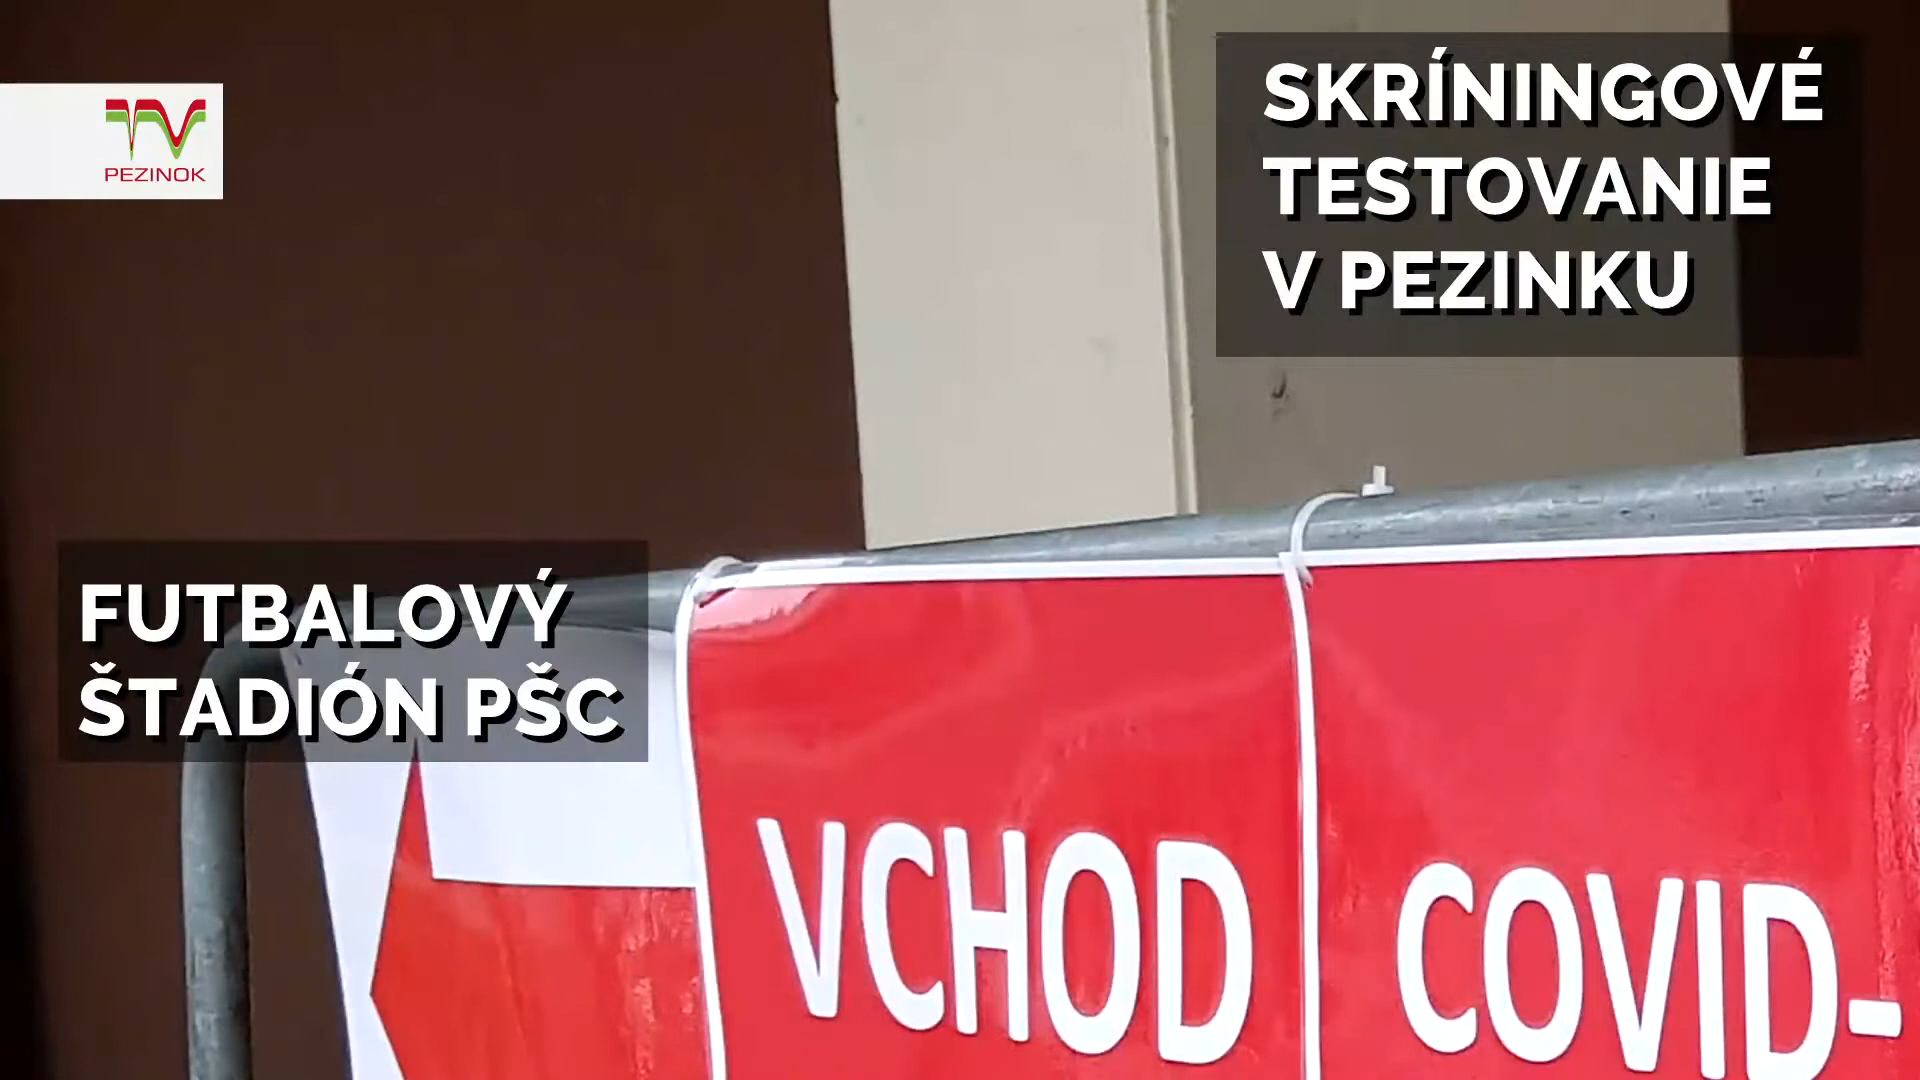 TV
PEZINOK
SKRÍNINGOVÉ
TESTOVANIE
V PEZINKU
FUTBALOVÝ
ŠTADIÓN PŠC
VCHOD
COVID-